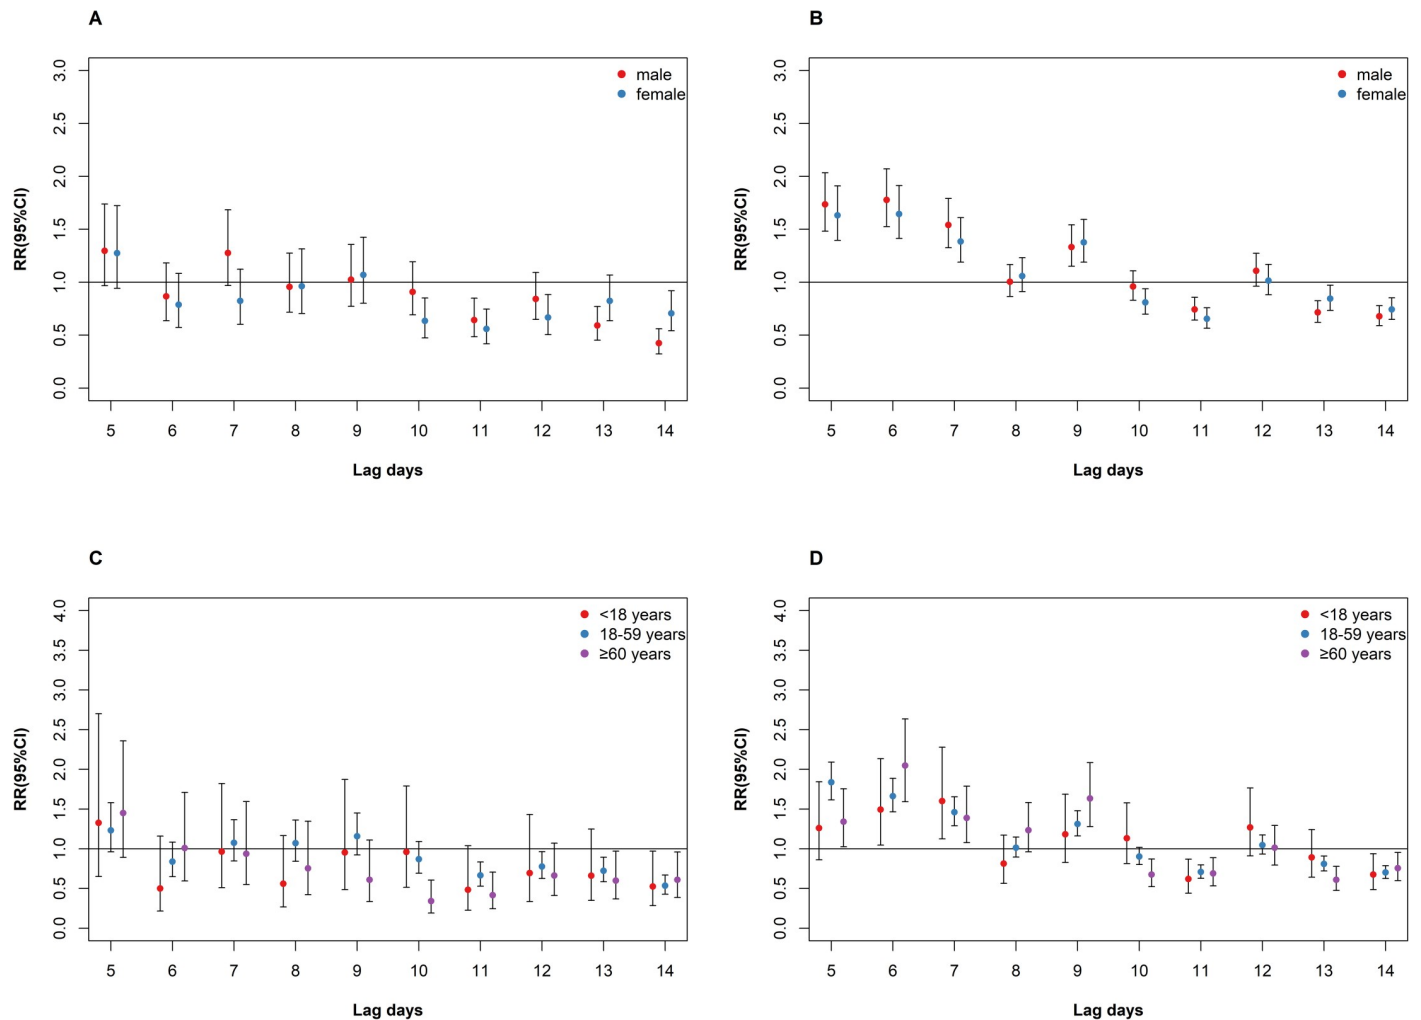 A
3.0
2.5
2.0
1.5
1.0
0.5
0.0
RR(95%CI)
male
female
5 6 7 8 9 10 11 12 13 14
Lag days
B
3.0
2.5
2.0
1.5
1.0
0.5
0.0
RR(95%CI)
male
female
5 6 7 8 9 10 11 12 13 14
Lag days
C
4.0
3.5
3.0
2.5
2.0
1.5
1.0
0.5
0.0
RR(95%CI)
<18 years
18-59 years
≥60 years
5 6 7 8 9 10 11 12 13 14
Lag days
D
4.0
3.5
3.0
2.5
2.0
1.5
1.0
0.5
0.0
RR(95%CI)
<18 years
18-59 years
≥60 years
5 6 7 8 9 10 11 12 13 14
Lag days